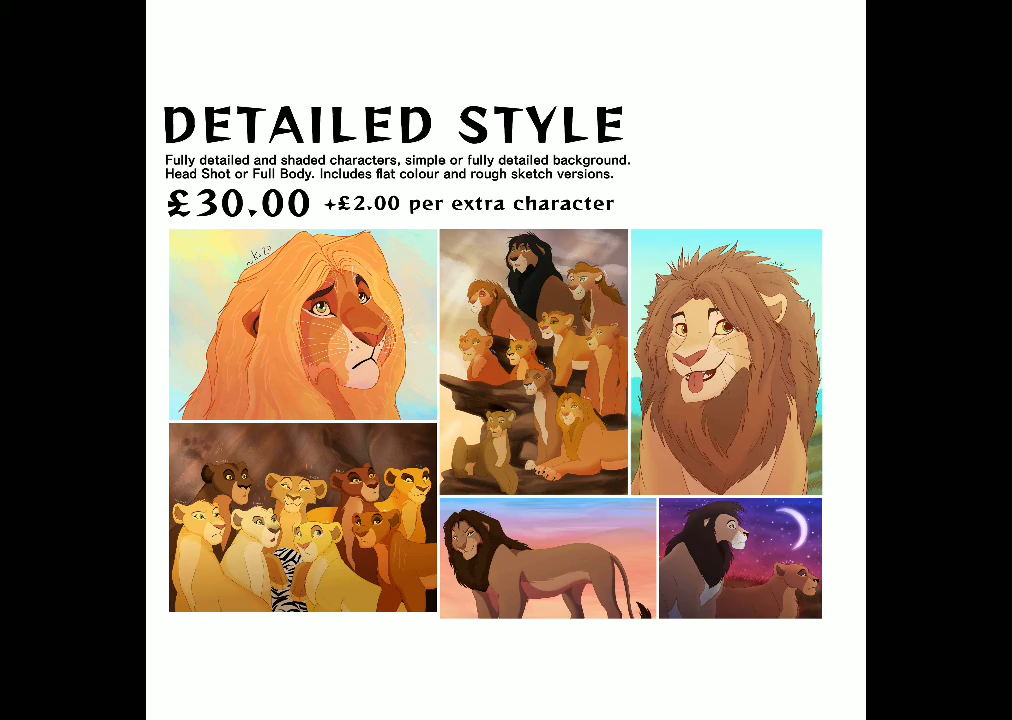 DETAILED STYLE
Fully detailed and shaded characters, simple or fully detailed background.
Head Shot or Full Body. Includes flat colour and rough sketch versions.
£30.00 +£2.00 per extra character